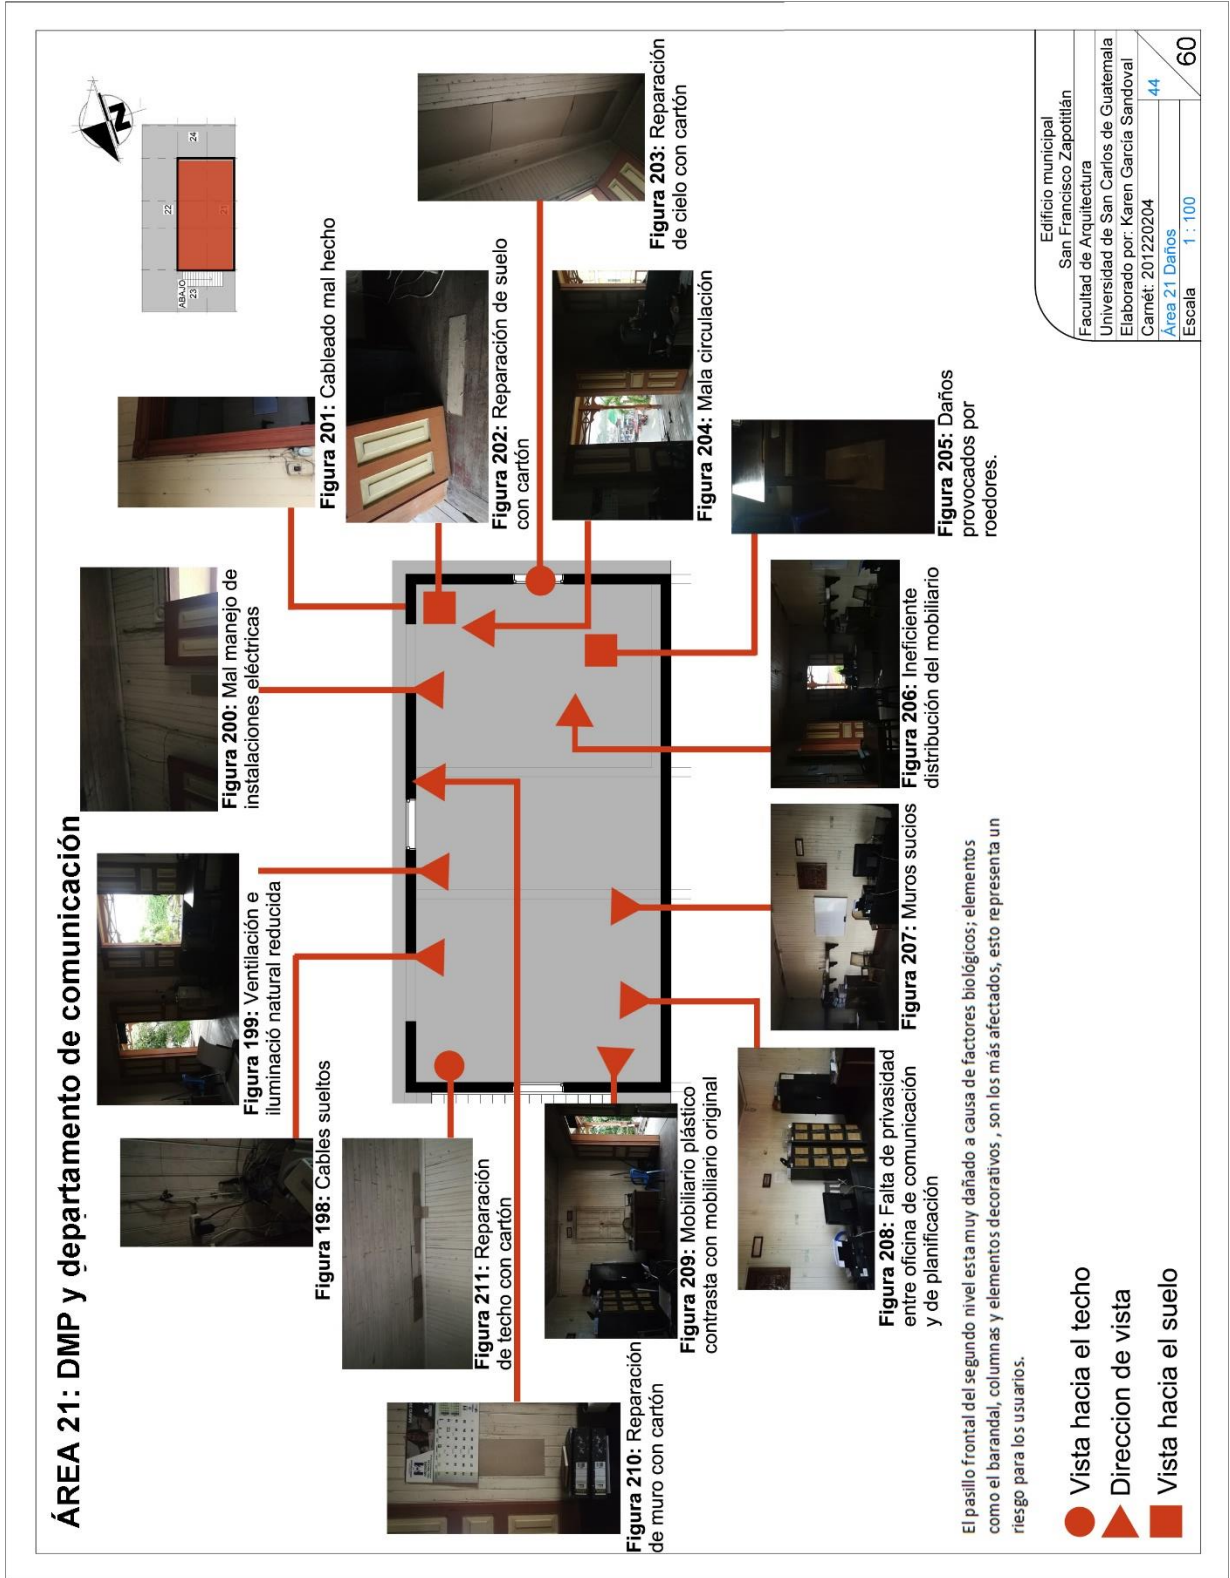 ÁREA 21: DMP y departamento de comunicación
ABAJO
23
22
21
24
N
Figura 198: Cables sueltos
Figura 199: Ventilación e
iluminació natural reducida
Figura 200: Mal manejo de
instalaciones eléctricas
Figura 201: Cableado mal hecho
Figura 202: Reparación de suelo
con cartón
Figura 203: Reparación
de cielo con cartón
Figura 204: Mala circulación
Figura 205: Daños
provocados por
roedores.
Figura 206: Ineficiente
distribución del mobiliario
Figura 207: Muros sucios
Figura 208: Falta de privasidad
entre oficina de comunicación
y de planificación
Figura 209: Mobiliario plástico
contrasta con mobiliario original
Figura 210: Reparación
de muro con cartón
Figura 211: Reparación
de techo con cartón
El pasillo frontal del segundo nivel esta muy dañado a causa de factores biológicos; elementos
como el barandal, columnas y elementos decorativos , son los más afectados, esto representa un
riesgo para los usuarios.
Vista hacia el techo
Direccion de vista
Vista hacia el suelo
Edificio municipal
San Francisco Zapotitlán
Facultad de Arquitectura
Universidad de San Carlos de Guatemala
Elaborado por: Karen García Sandoval
Carnét: 201220204
Área 21 Daños
Escala 1 : 100
44
60